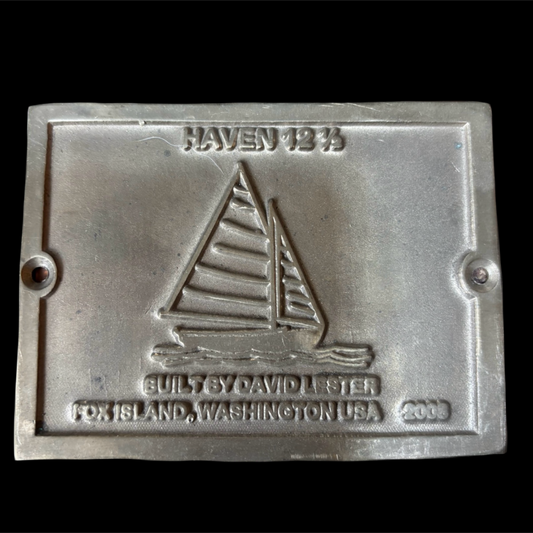 HAVEN 12 ½
BUILT BY DAVID LESTER
FOX ISLAND, WASHINGTON USA 2008